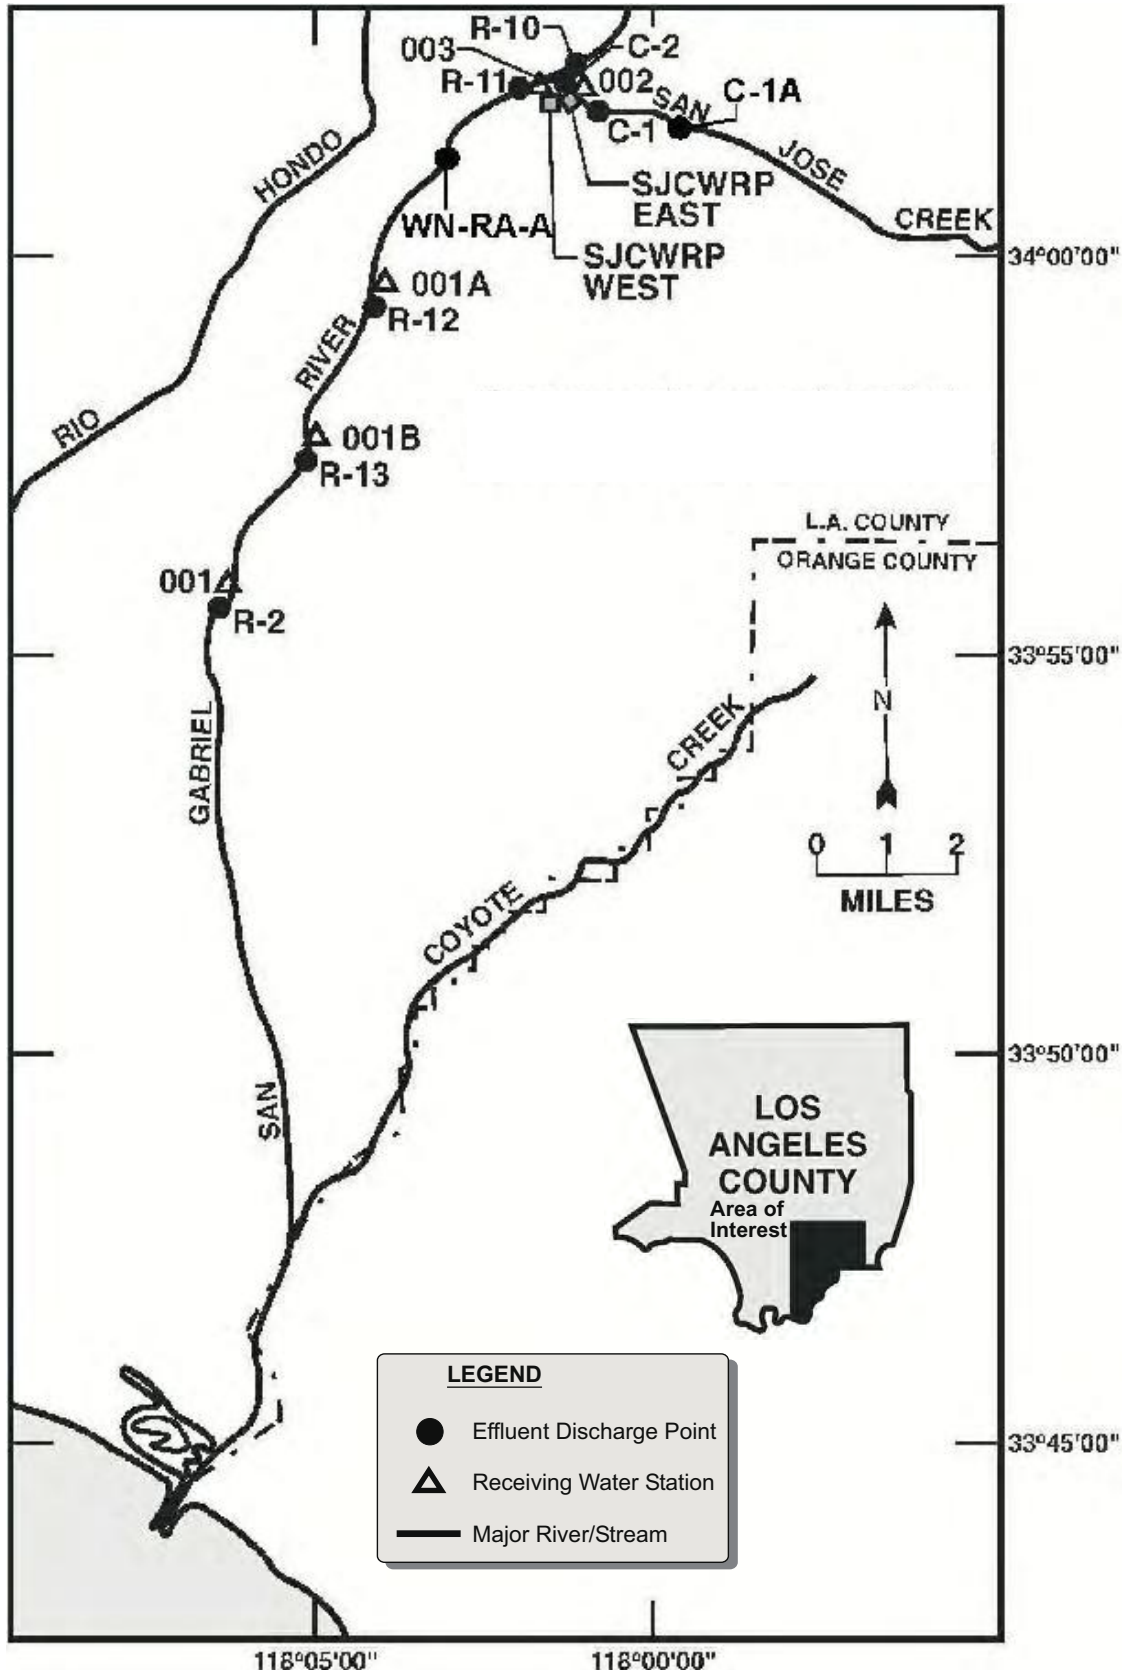 R-10
003
C-2
R-11
002
C-1A
SAN
C-1
JOSE
HONDO
SJCWRP
EAST
CREEK
WN-RA-A
SJCWRP
WEST
34°00'00"
001A
R-12
RIVER
RIO
001B
R-13
L.A. COUNTY
ORANGE COUNTY
001
R-2
33°55'00"
N
GABRIEL
CREEK
0 1 2
MILES
COYOTE
33°50'00"
SAN
LOS
ANGELES
COUNTY
Area of
Interest
LEGEND
Effluent Discharge Point
33°45'00"
Receiving Water Station
Major River/Stream
118°05'00"
118°00'00"